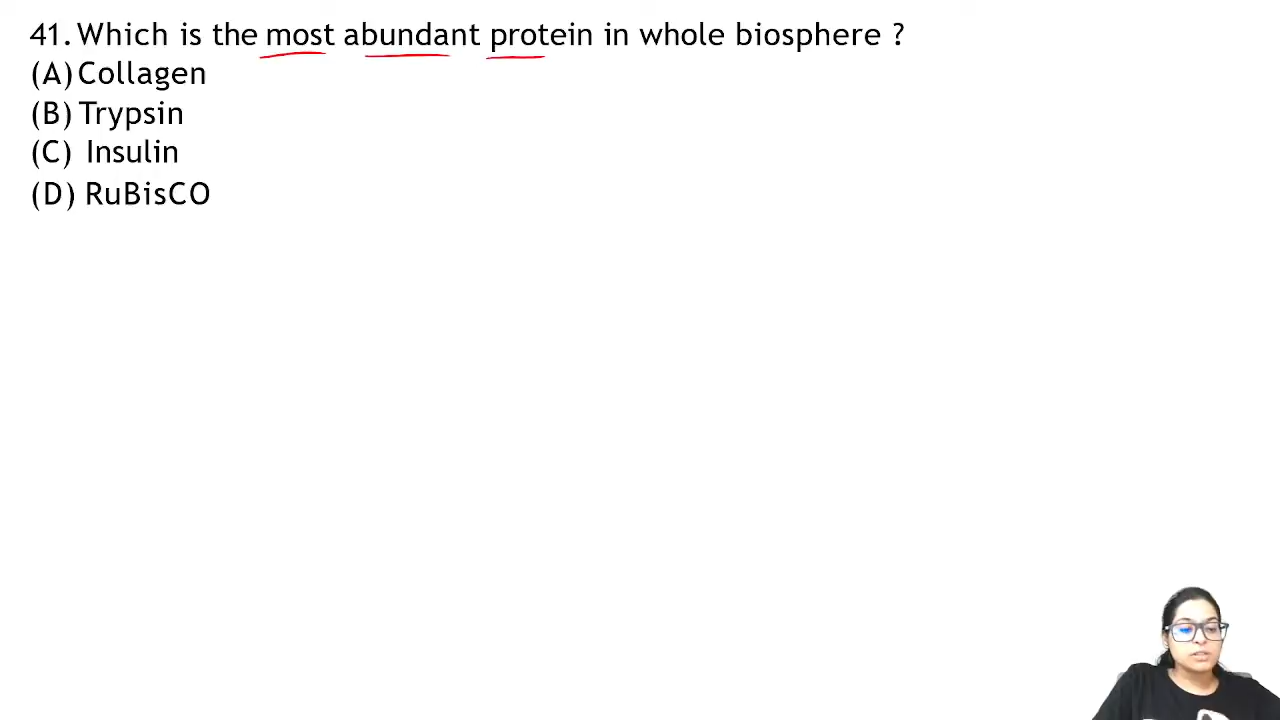 41. Which is the most abundant protein in whole biosphere ?
(A) Collagen
(B) Trypsin
(C) Insulin
(D) RuBisCO